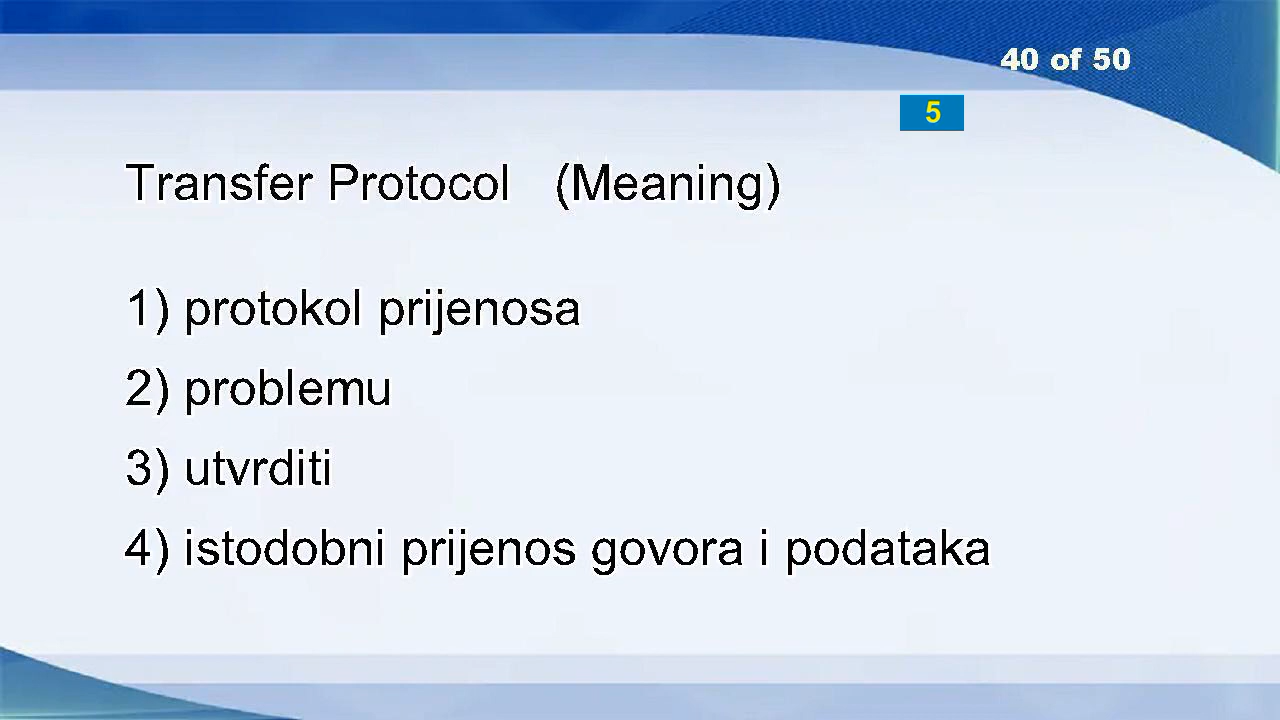 40 of 50
5
Transfer Protocol (Meaning)
1) protokol prijenosa
2) problemu
3) utvrditi
4) istodobni prijenos govora i podataka